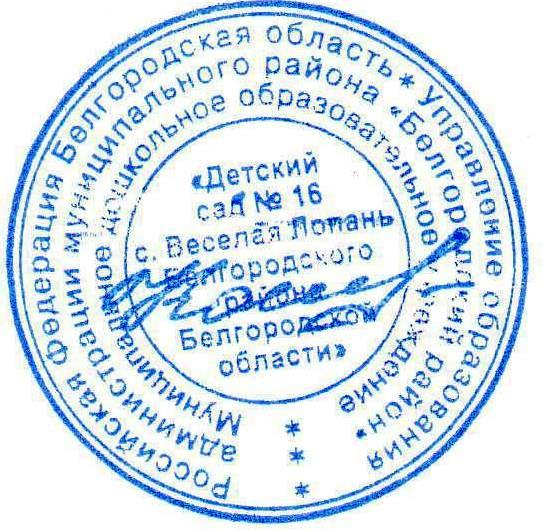 Российская Федерация Белгородская область * Управление образования
администрации муниципального района «Белгородский район»
Муниципальное дошкольное образовательное учреждение
«Детский
сад № 16
с. Веселая Лопань
Белгородского
района
Белгородской
области»
* * *